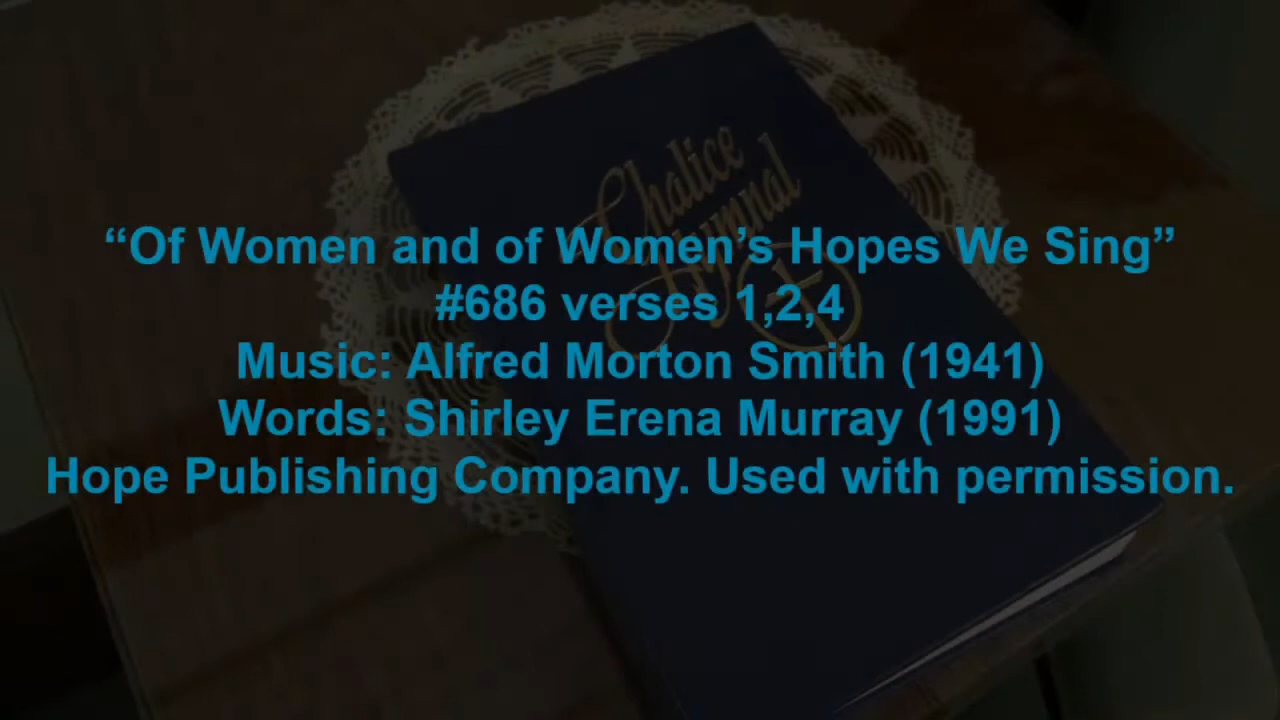 Chalice
Hymnal
“Of Women and of Women’s Hopes We Sing”
#686 verses 1,2,4
Music: Alfred Morton Smith (1941)
Words: Shirley Erena Murray (1991)
Hope Publishing Company. Used with permission.